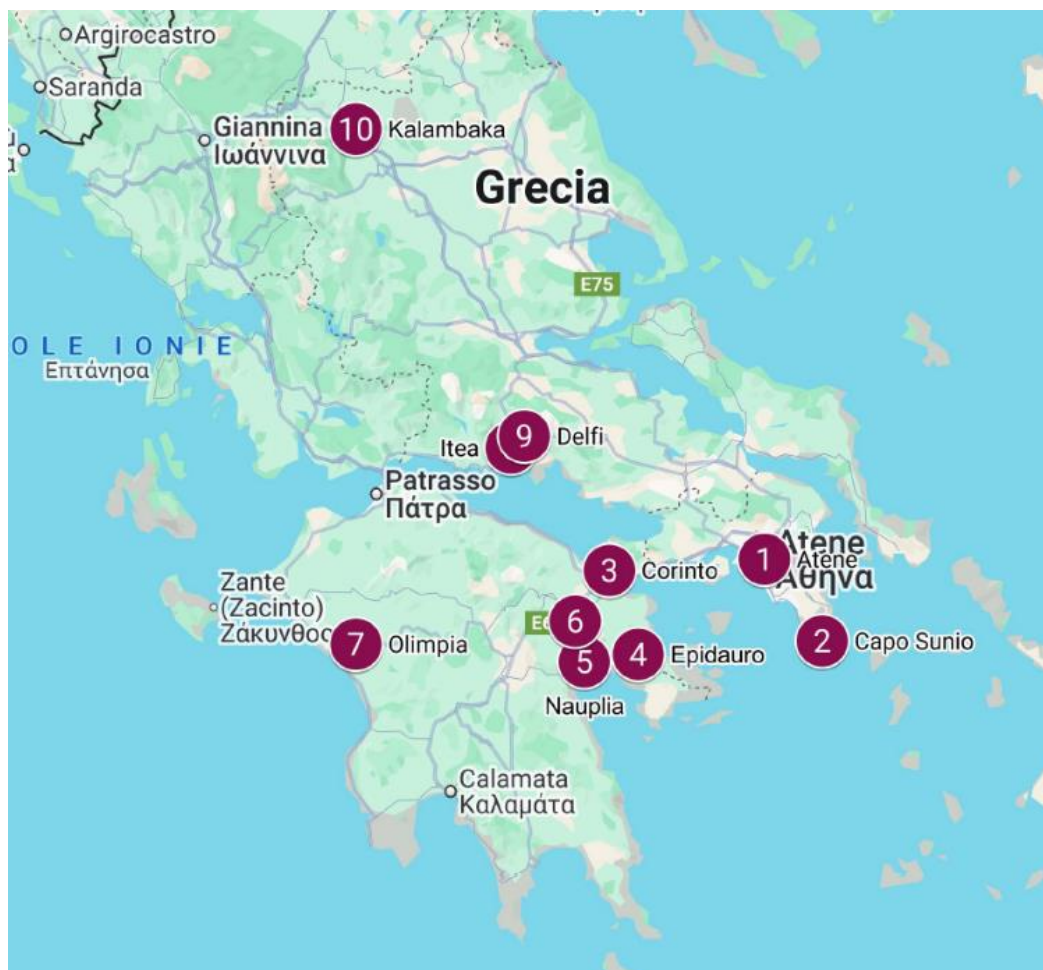 Argirocastro
Saranda
Giannina
Ιωάννινα
10 Kalambaka
Grecia
E75
OLE IONIE
Επτάνησα
Itea
9 Delfi
Patrasso
Πάτρα
1 Atene
Atene
Αθήνα
3 Corinto
Zante
(Zacinto)
Ζάκυνθος
6
7 Olimpia
2 Capo Sunio
4 Epidauro
5
Nauplia
Calamata
Καλαμάτα